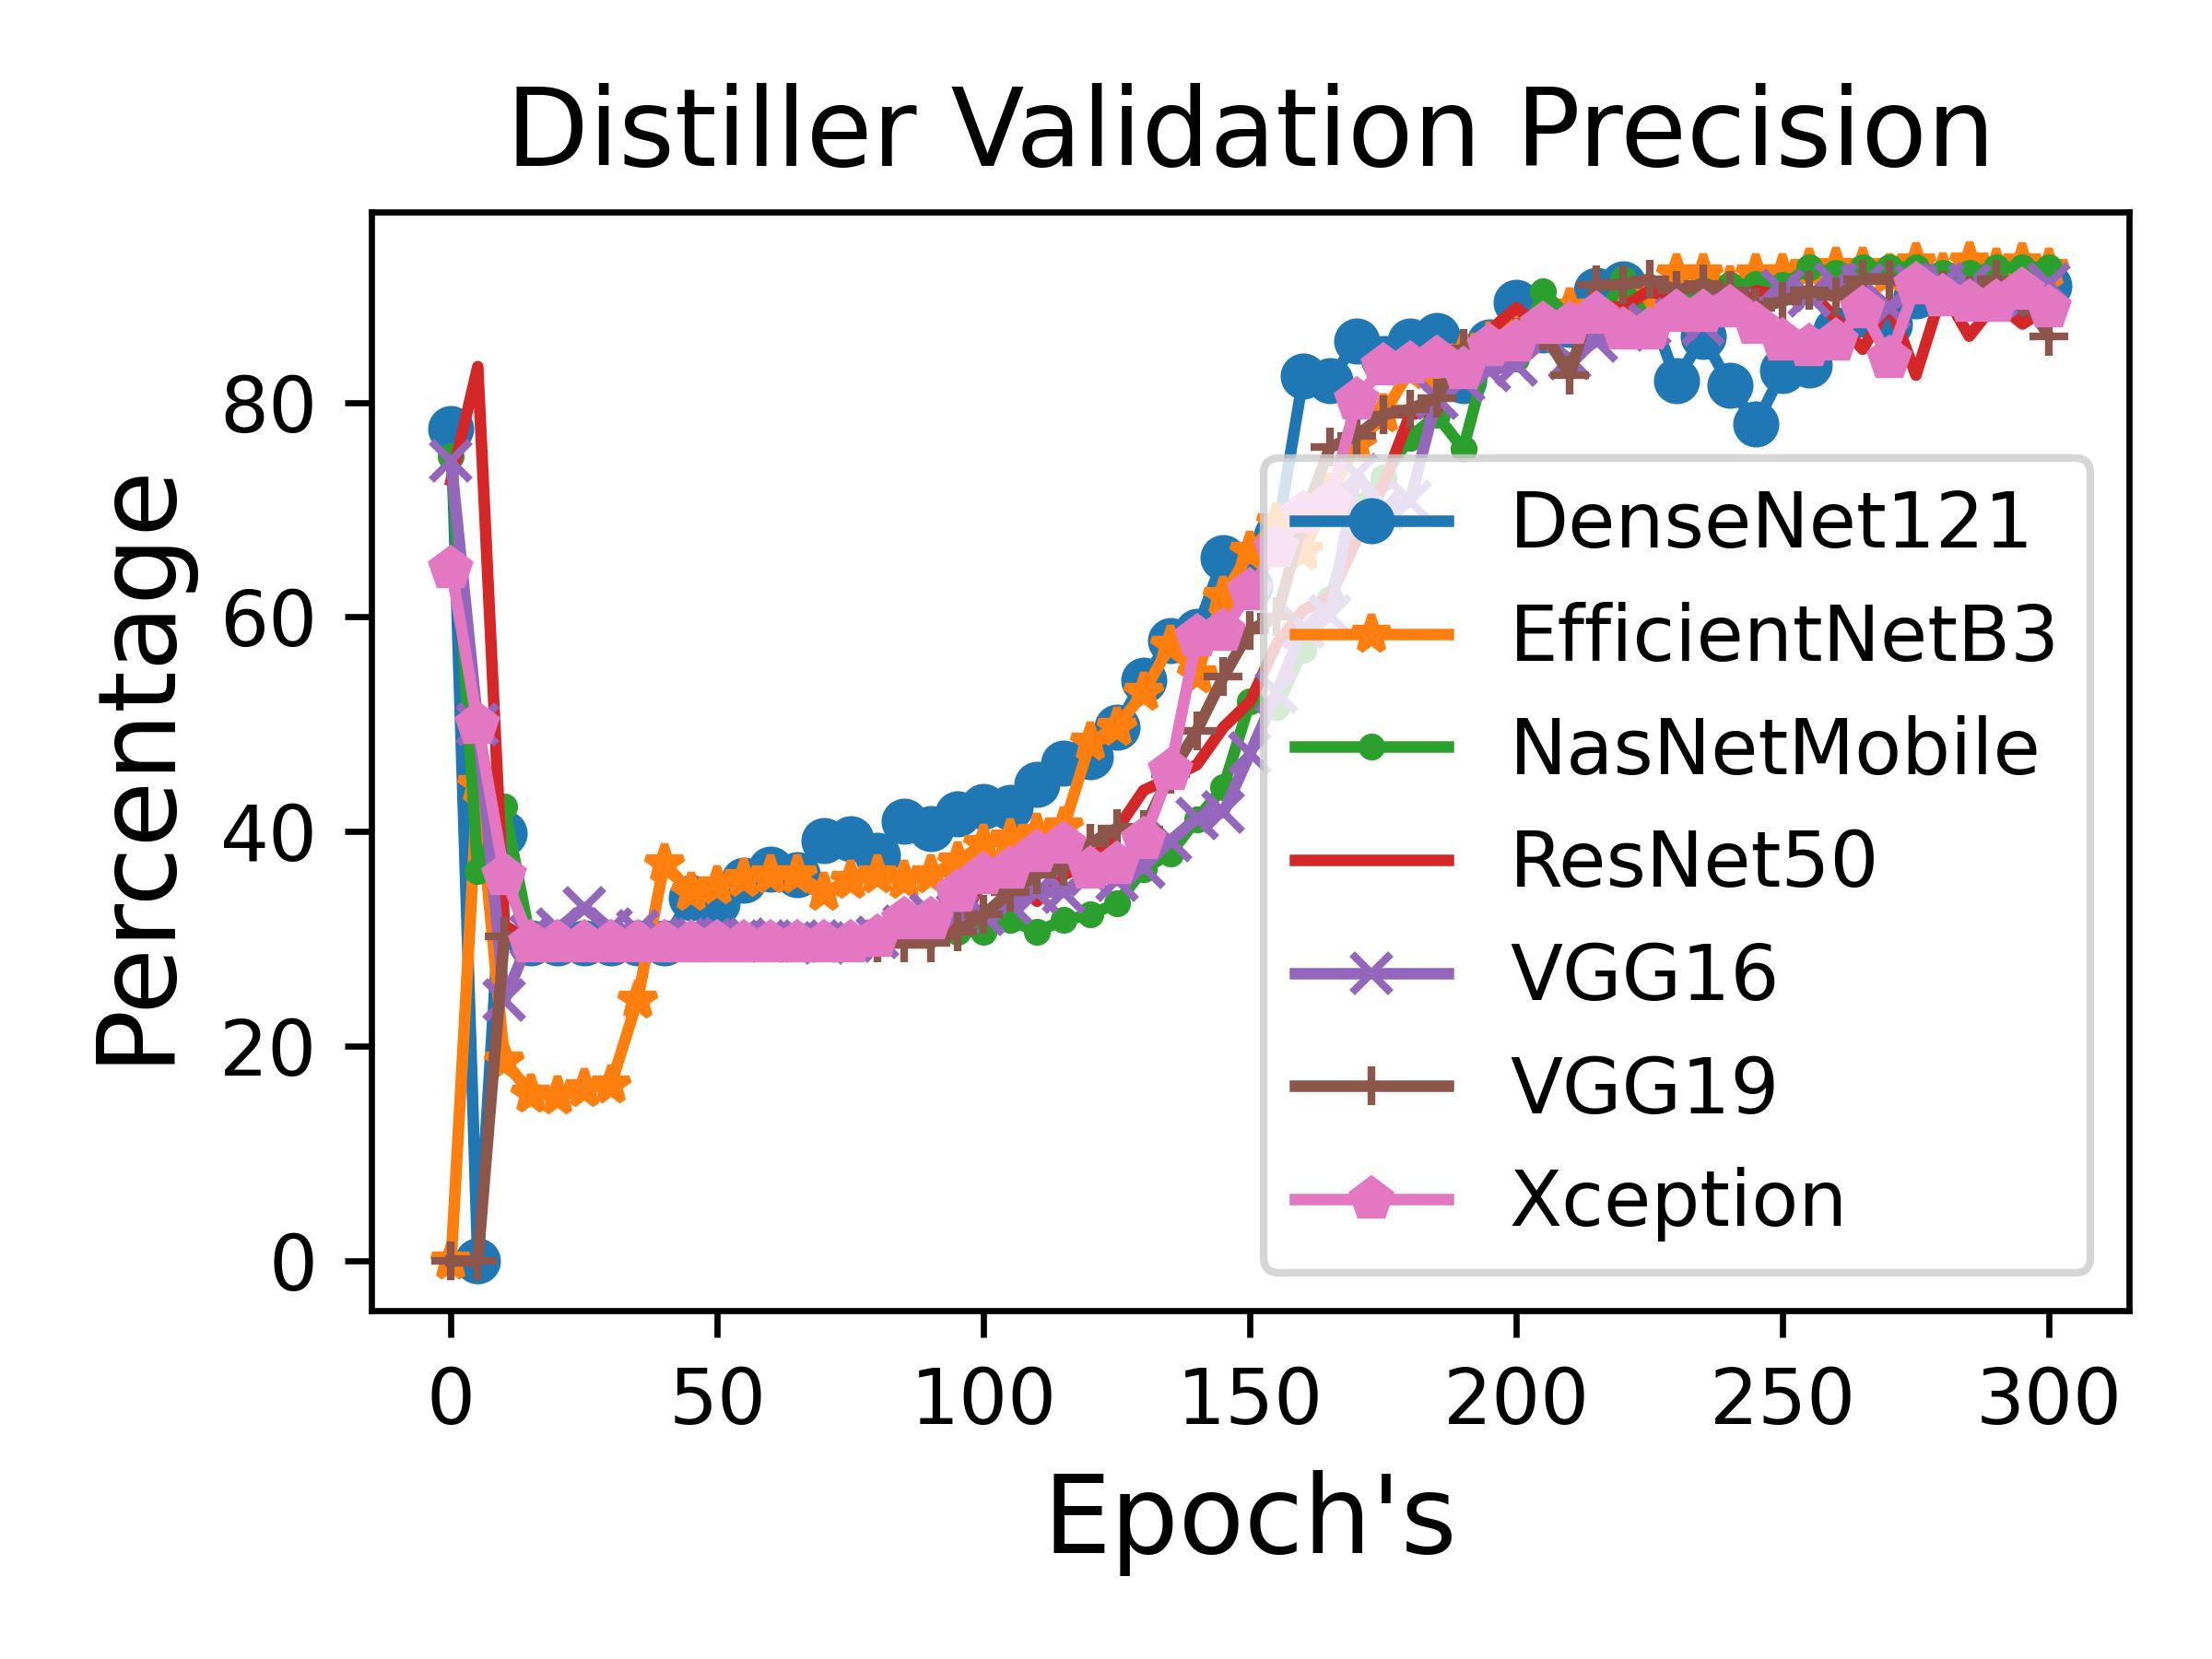 Distiller Validation Precision
Percentage
80
60
40
20
0
DenseNet121
EfficientNetB3
NasNetMobile
ResNet50
VGG16
VGG19
Xception
0 50 100 150 200 250 300
Epoch's